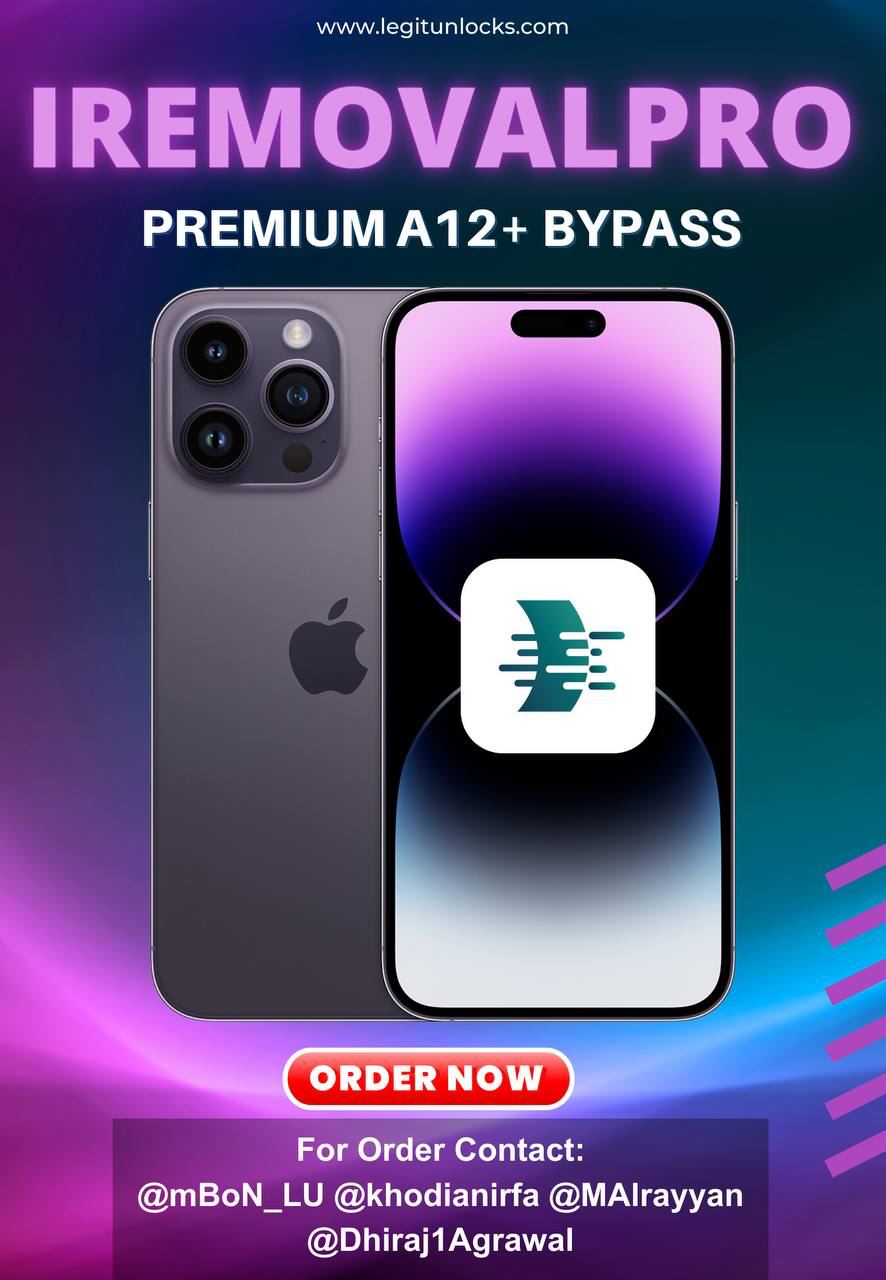 www.legitunlocks.com
IREMOVALPRO
PREMIUM A12+ BYPASS
ORDER NOW
For Order Contact:
@mBoN_LU @khodianirfa @MAlrayyan
@Dhiraj1Agrawal